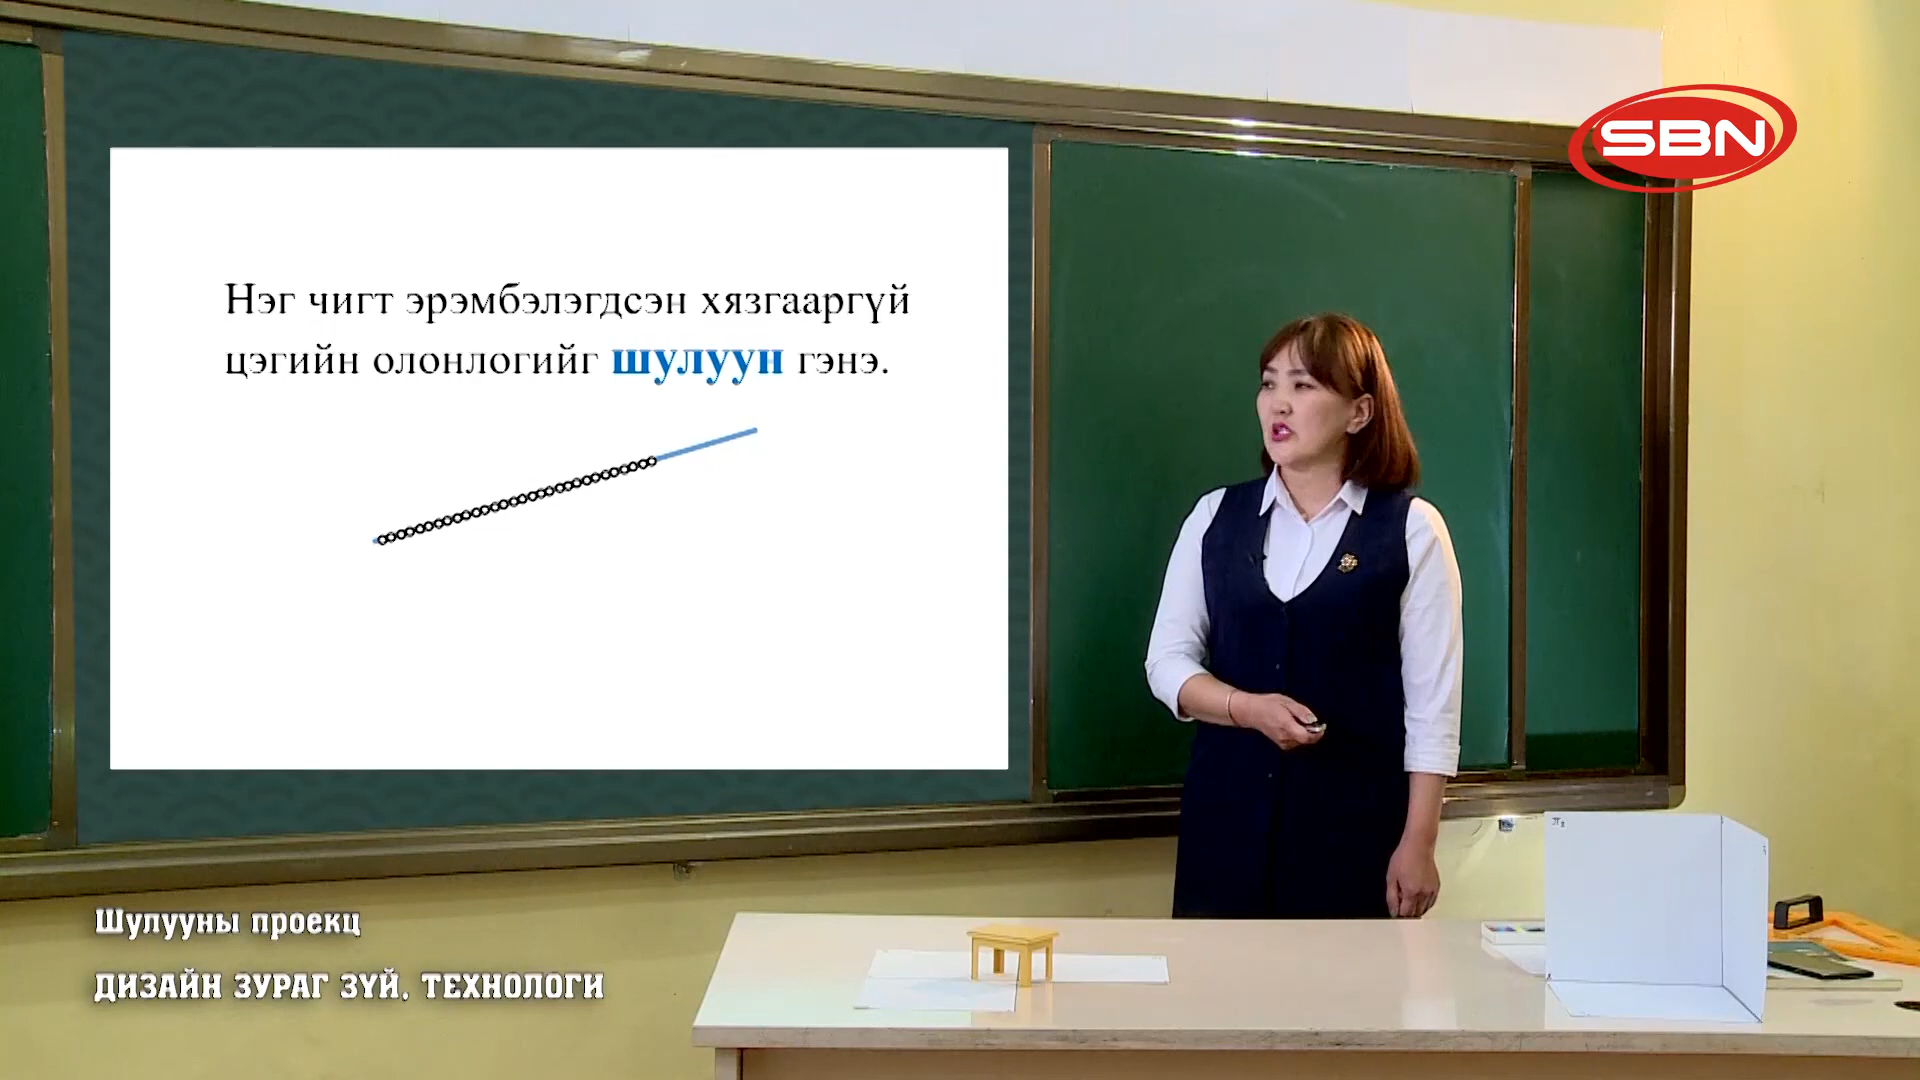 Нэг чигт эрэмбэлэгдсэн хязгааргүй
цэгийн олонлогийг шулуун гэнэ.
SBN
Шулууны проекц
ДИЗАЙН ЗУРАГ ЗҮЙ, ТЕХНОЛОГИ